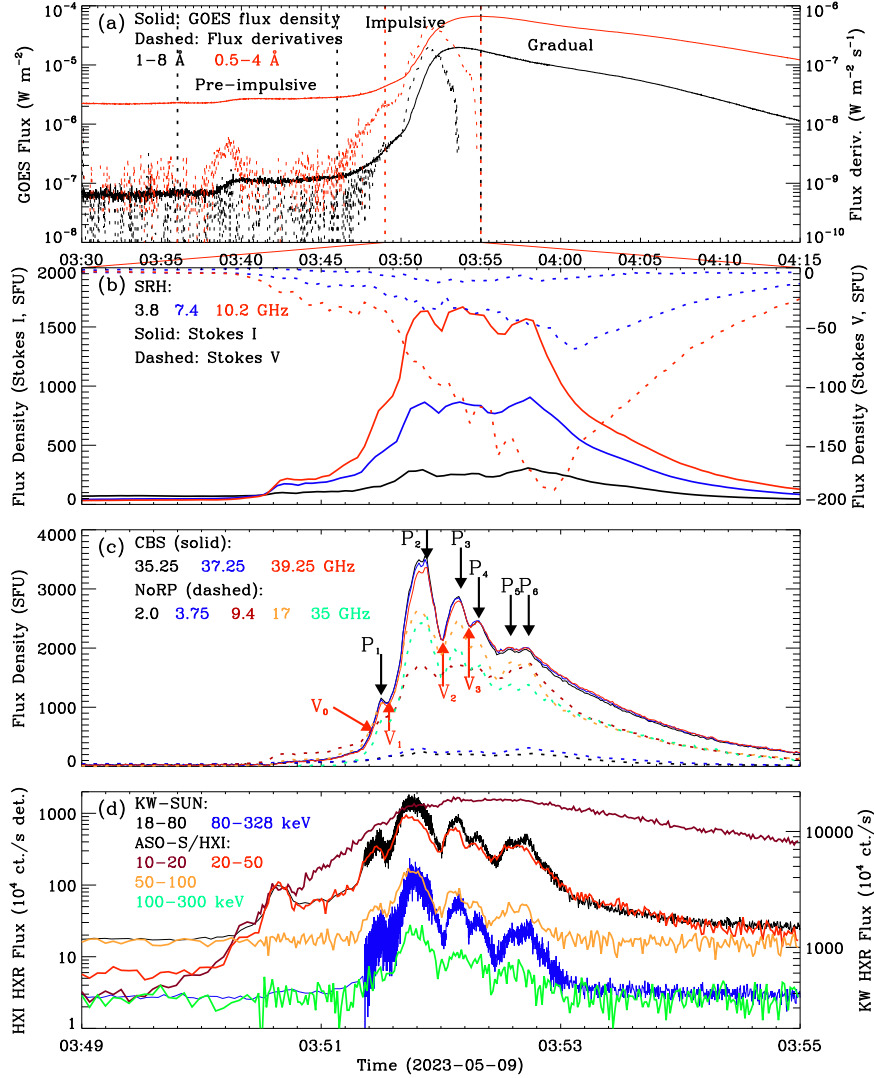 (a) Solid: GOES flux density
Impulsive
Dashed: Flux derivatives
1−8 Å 0.5−4 Å
Gradual
Pre−impulsive
10⁻⁴
10⁻⁵
10⁻⁶
10⁻⁷
10⁻⁸
GOES Flux (W m⁻²)
10⁻⁶
10⁻⁷
10⁻⁸
10⁻⁹
10⁻¹⁰
Flux deriv. (W m⁻² s⁻¹)
03:30 03:35 03:40 03:45 03:50 03:55 04:00 04:05 04:10 04:15
(b) SRH:
3.8 7.4 10.2 GHz
Solid: Stokes I
Dashed: Stokes V
2000
1500
1000
500
0
Flux Density (Stokes I, SFU)
0
−50
−100
−150
−200
Flux Density (Stokes V, SFU)
(c) CBS (solid):
35.25 37.25 39.25 GHz
NoRP (dashed):
2.0 3.75 9.4 17 35 GHz
P₁
P₂
P₃
P₄
P₅ P₆
V₀
V₁
V₂
V₃
4000
3000
2000
1000
0
Flux Density (SFU)
(d) KW−SUN:
18−80 80−328 keV
ASO−S/HXI:
10−20 20−50
50−100
100−300 keV
1000
100
10
1
HXI HXR Flux (10⁴ ct./s det.)
10000
1000
KW HXR Flux (10⁴ ct./s)
03:49 03:51 03:53 03:55
Time (2023−05−09)